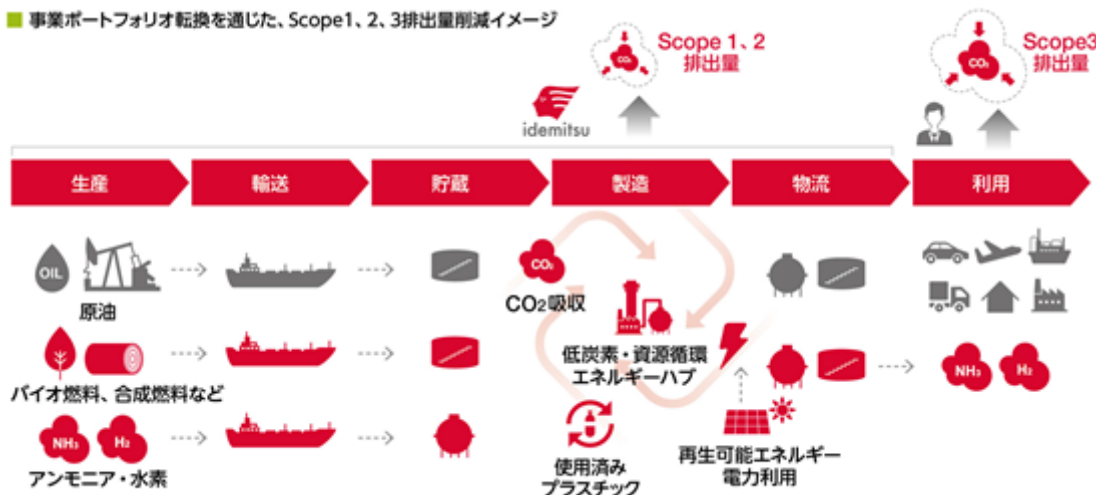 事業ポートフォリオ転換を通じた、Scope1、2、3排出量削減イメージ
CO₂
Scope 1、2
排出量
CO₂
Scope3
排出量
idemitsu
生産
輸送
貯蔵
製造
物流
利用
OIL
原油
CO₂
CO₂吸収
低炭素・資源循環
エネルギーハブ
バイオ燃料、合成燃料など
NH₃
H₂
NH₃
H₂
アンモニア・水素
使用済み
プラスチック
再生可能エネルギー
電力利用